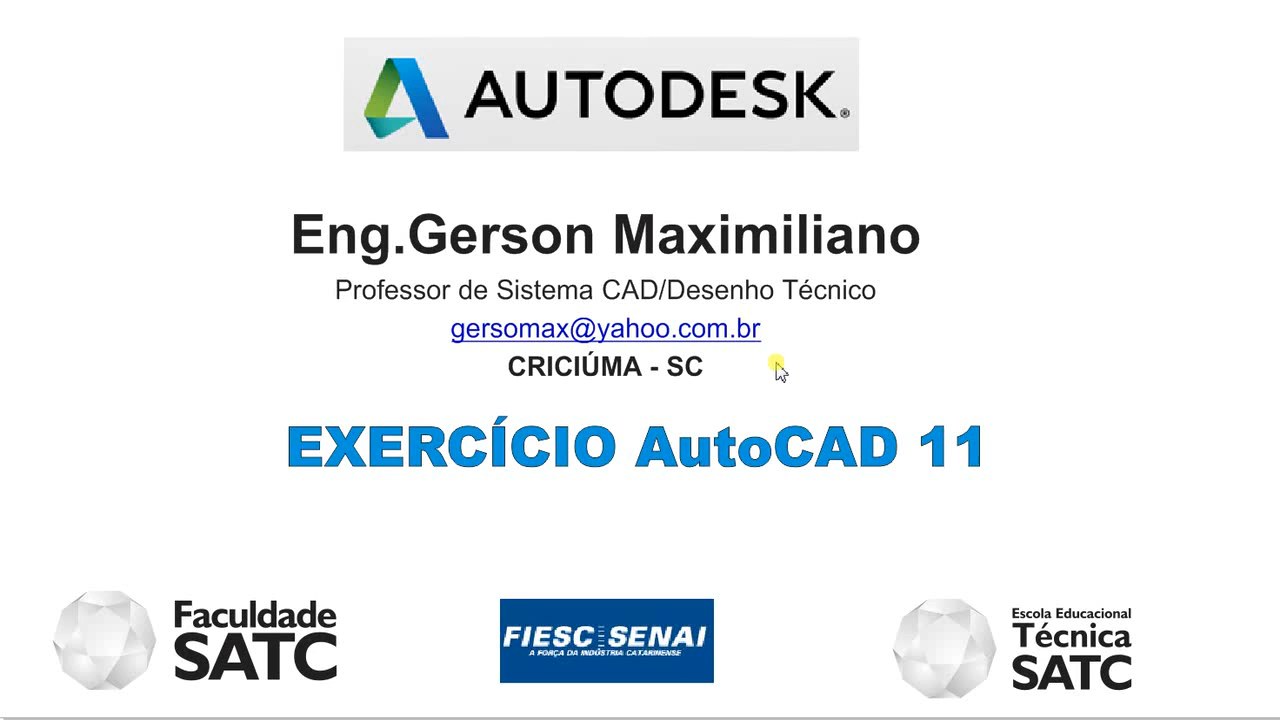 AUTODESK®
Eng.Gerson Maximiliano
Professor de Sistema CAD/Desenho Técnico
gersomax@yahoo.com.br
CRICIÚMA - SC
EXERCÍCIO AutoCAD 11
Faculdade
SATC
FIESC SENAI
A FORÇA DA INDÚSTRIA CATARINENSE
Escola Educacional
Técnica
SATC